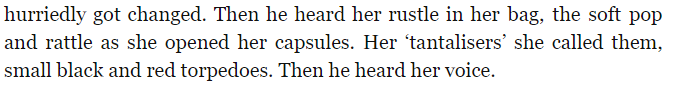 hurriedly got changed. Then he heard her rustle in her bag, the soft pop
and rattle as she opened her capsules. Her ‘tantalisers’ she called them,
small black and red torpedoes. Then he heard her voice.